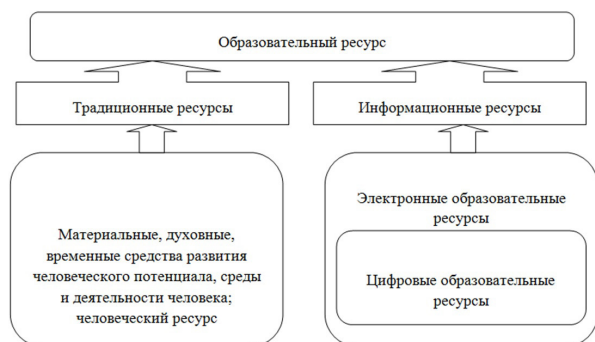 Образовательный ресурс
Традиционные ресурсы
Информационные ресурсы
Материальные, духовные,
временные средства развития
человеческого потенциала, среды
и деятельности человека;
человеческий ресурс
Электронные образовательные
ресурсы
Цифровые образовательные
ресурсы